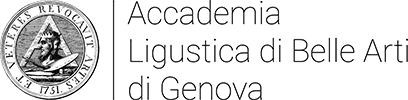 ET VETERES REVOCAVIT ARTES
1751
Accademia
Ligustica di Belle Arti
di Genova